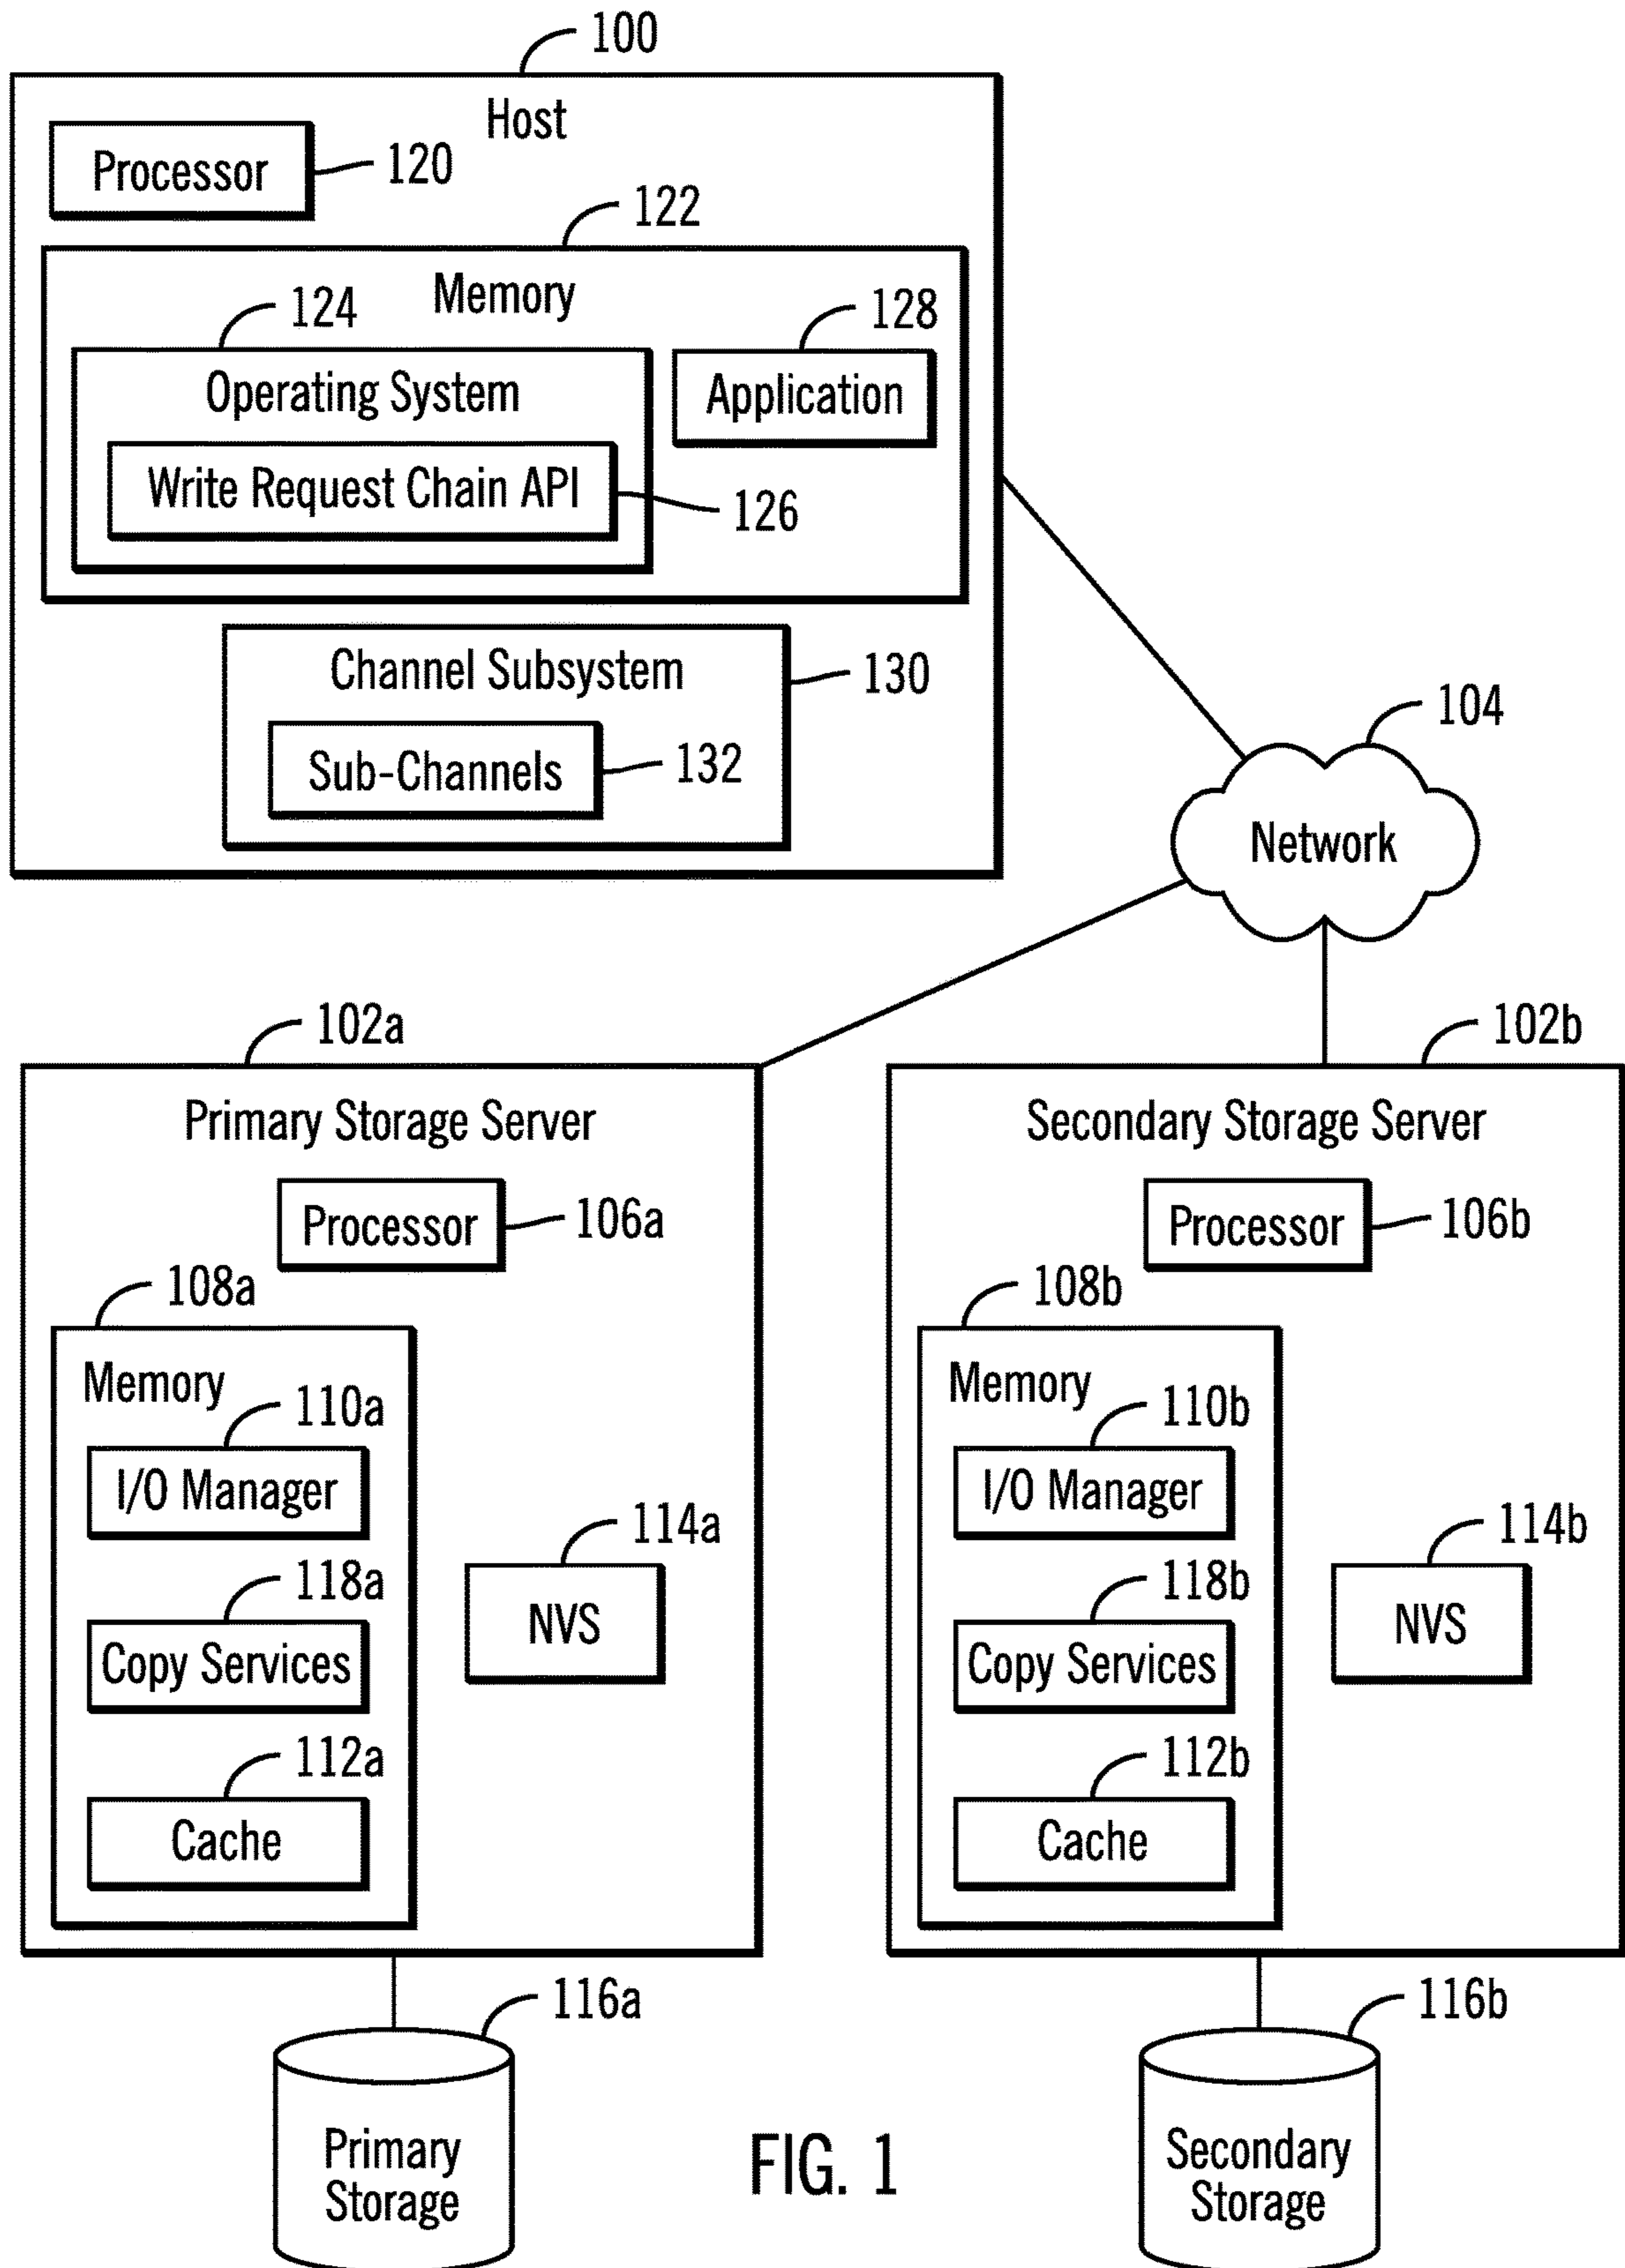 100
Host
Processor
120
122
Memory
124
128
Operating System
Application
Write Request Chain API
126
Channel Subsystem
130
Sub-Channels
132
104
Network
102a
Primary Storage Server
Processor
106a
108a
Memory
110a
I/O Manager
114a
NVS
118a
Copy Services
112a
Cache
116a
Primary
Storage
102b
Secondary Storage Server
Processor
106b
108b
Memory
110b
I/O Manager
114b
NVS
118b
Copy Services
112b
Cache
116b
Secondary
Storage
FIG. 1